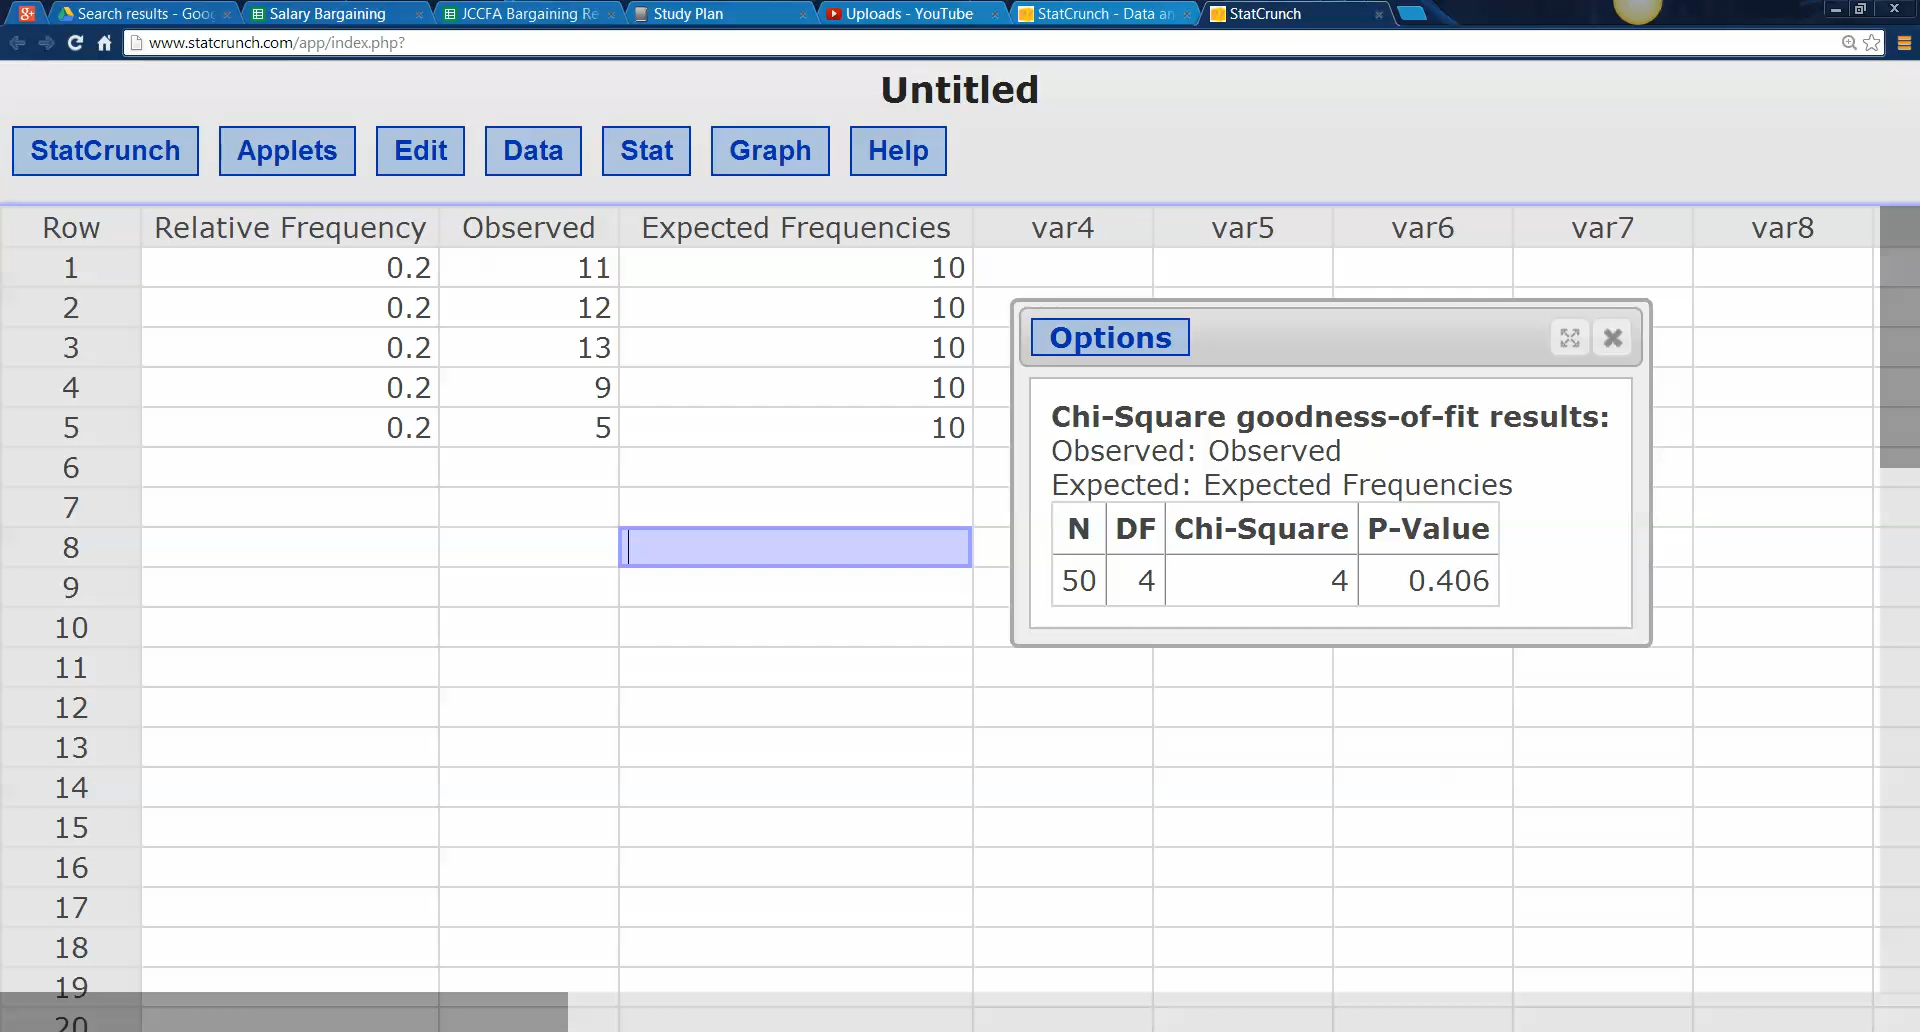 Search results - Goo
Salary Bargaining
JCCFA Bargaining Re
Study Plan
Uploads - YouTube
StatCrunch - Data an
StatCrunch
www.statcrunch.com/app/index.php?
Untitled
StatCrunch Applets Edit Data Stat Graph Help
Row Relative Frequency Observed Expected Frequencies var4 var5 var6 var7 var8
1 0.2 11 10
2 0.2 12 10
3 0.2 13 10
4 0.2 9 10
5 0.2 5 10
6
7
8
9
10
11
12
13
14
15
16
17
18
19
20
Options
Chi-Square goodness-of-fit results:
Observed: Observed
Expected: Expected Frequencies
N DF Chi-Square P-Value
50 4 4 0.406